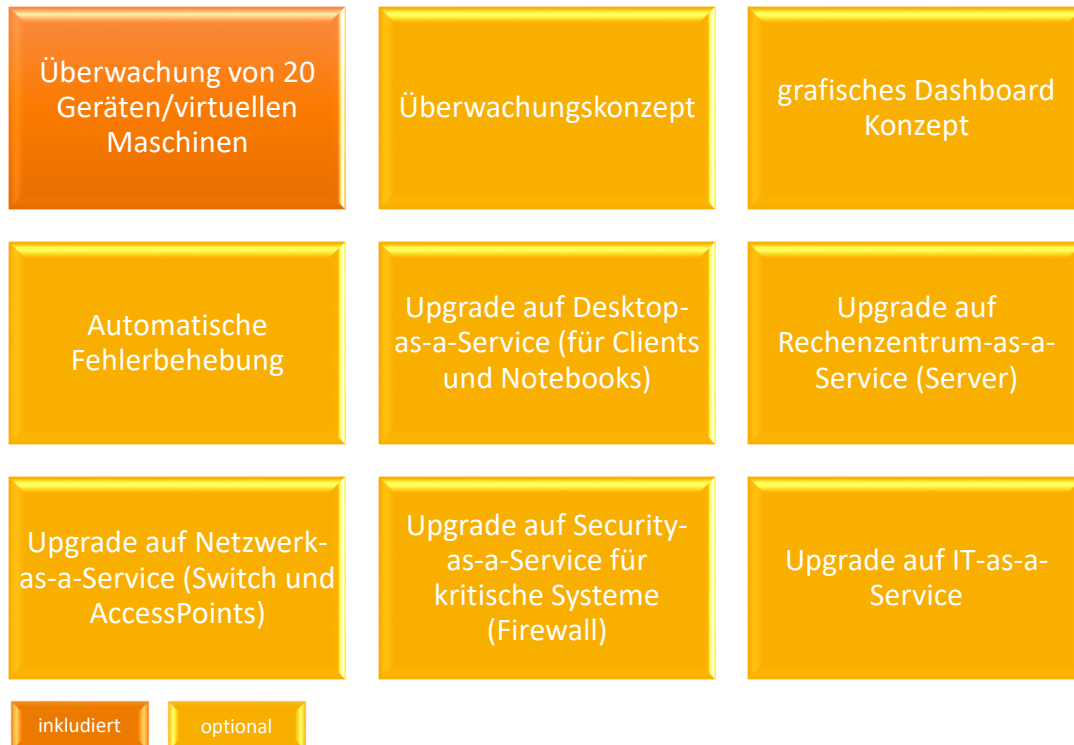 Überwachung von 20
Geräten/virtuellen
Maschinen
Überwachungskonzept
grafisches Dashboard
Konzept
Automatische
Fehlerbehebung
Upgrade auf Desktop-
as-a-Service (für Clients
und Notebooks)
Upgrade auf
Rechenzentrum-as-a-
Service (Server)
Upgrade auf Netzwerk-
as-a-Service (Switch und
AccessPoints)
Upgrade auf Security-
as-a-Service für
kritische Systeme
(Firewall)
Upgrade auf IT-as-a-
Service
inkludiert
optional